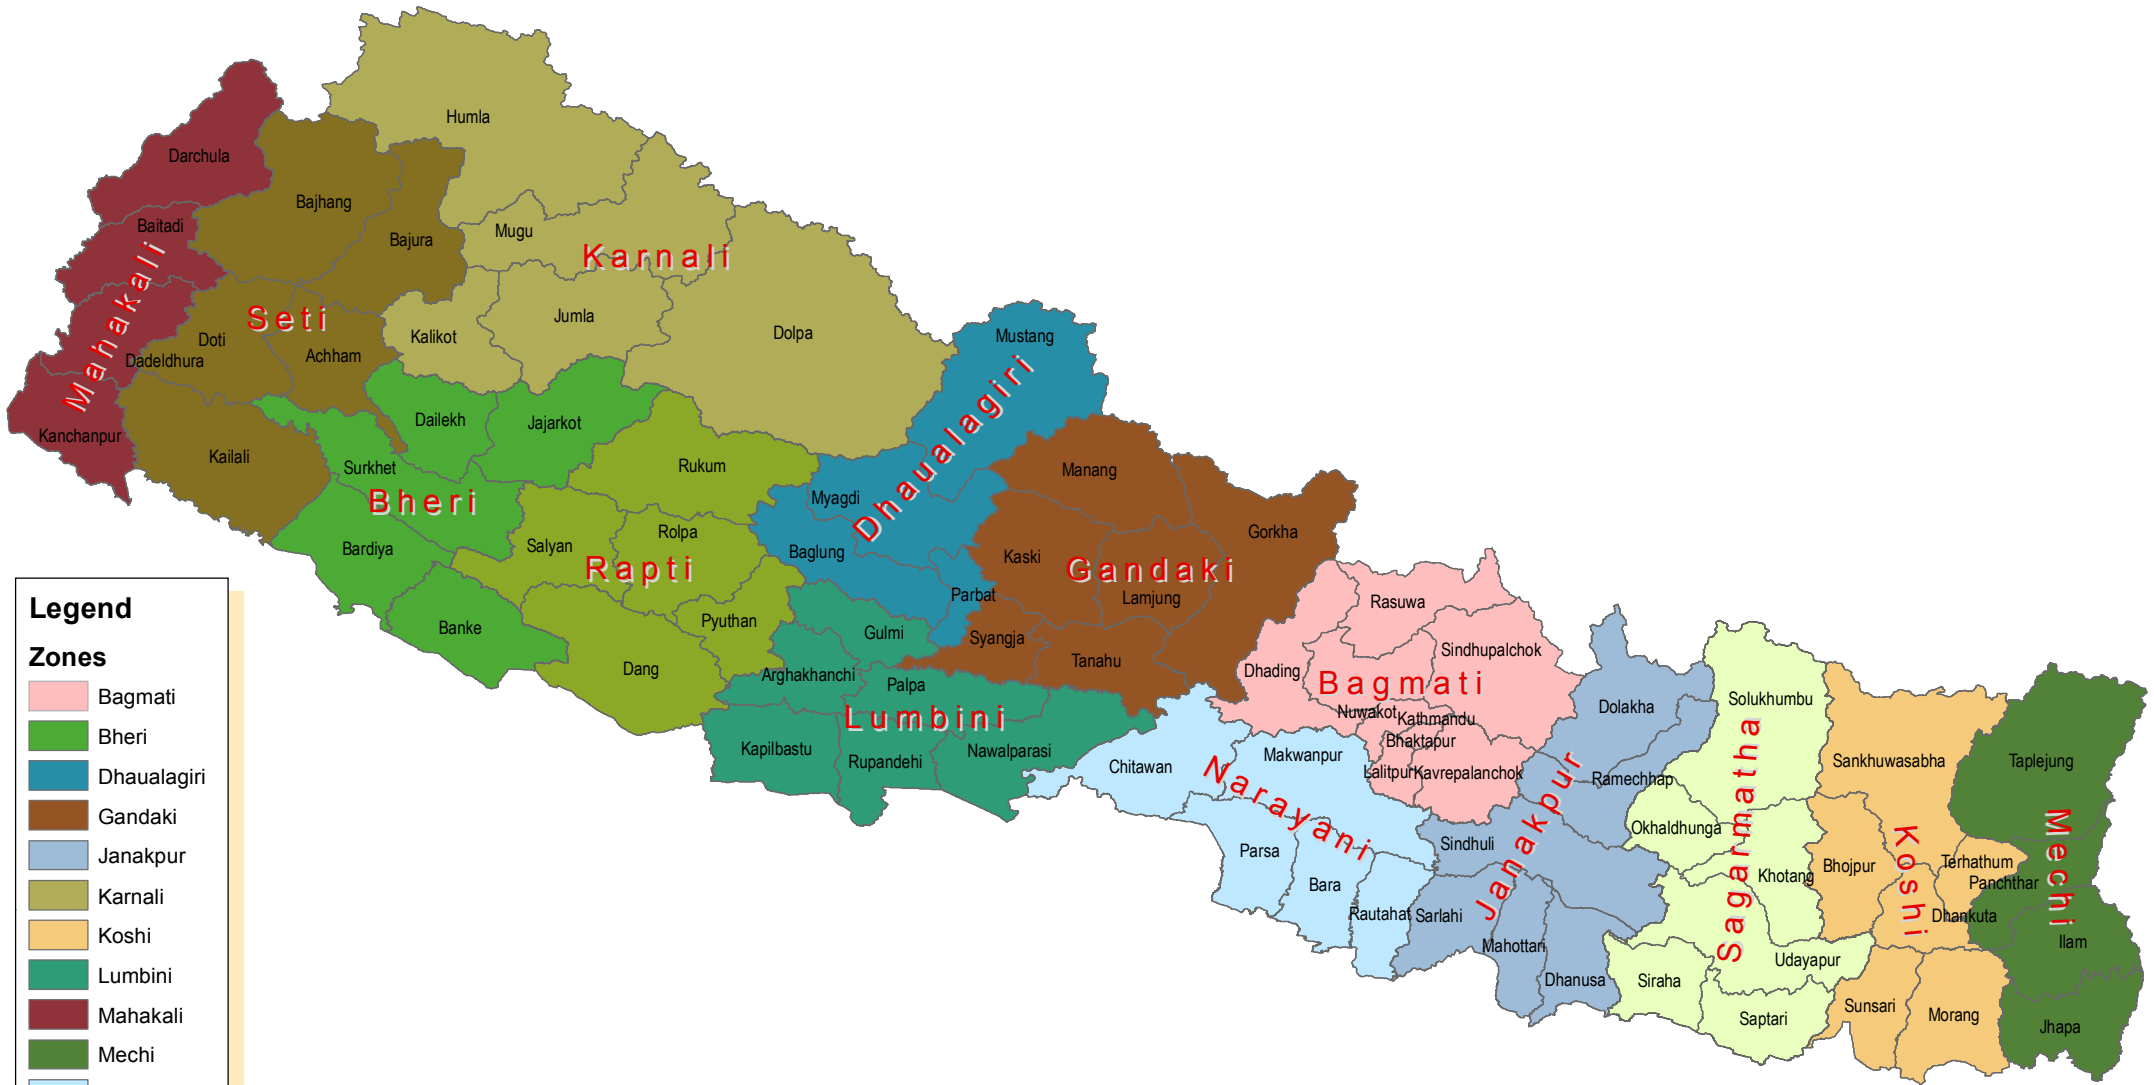 Humla
Darchula
Bajhang
Baitadi
Mugu
Bajura
Karnali
Mahakali
Seti
Jumla
Dolpa
Kalikot
Doti
Achham
Dadeldhura
Mustang
Dhaualagiri
Kanchanpur
Dailekh
Jajarkot
Kailali
Surkhet
Rukum
Manang
Bheri
Myagdi
Gorkha
Bardiya
Salyan
Rolpa
Baglung
Kaski
Rapti
Gandaki
Parbat
Lamjung
Rasuwa
Banke
Pyuthan
Gulmi
Syangja
Sindhupalchok
Dang
Tanahu
Arghakhanchi
Palpa
Dhading
Bagmati
Lumbini
Nuwakot
Kathmandu
Dolakha
Solukhumbu
Kapilbastu
Rupandehi
Nawalparasi
Bhaktapur
Makwanpur
Chitawan
Narayani
Lalitpur
Kavrepalanchok
Janakpur
Ramechhap
Sagarmatha
Sankhuwasabha
Taplejung
Okhaldhunga
Sindhuli
Parsa
Bara
Khotang
Bhojpur
Koshi
Terhathum
Panchthar
Mechi
Rautahat
Sarlahi
Dhankuta
Mahottari
Ilam
Udayapur
Dhanusa
Siraha
Saptari
Sunsari
Morang
Jhapa
Legend
Zones
Bagmati
Bheri
Dhaualagiri
Gandaki
Janakpur
Karnali
Koshi
Lumbini
Mahakali
Mechi